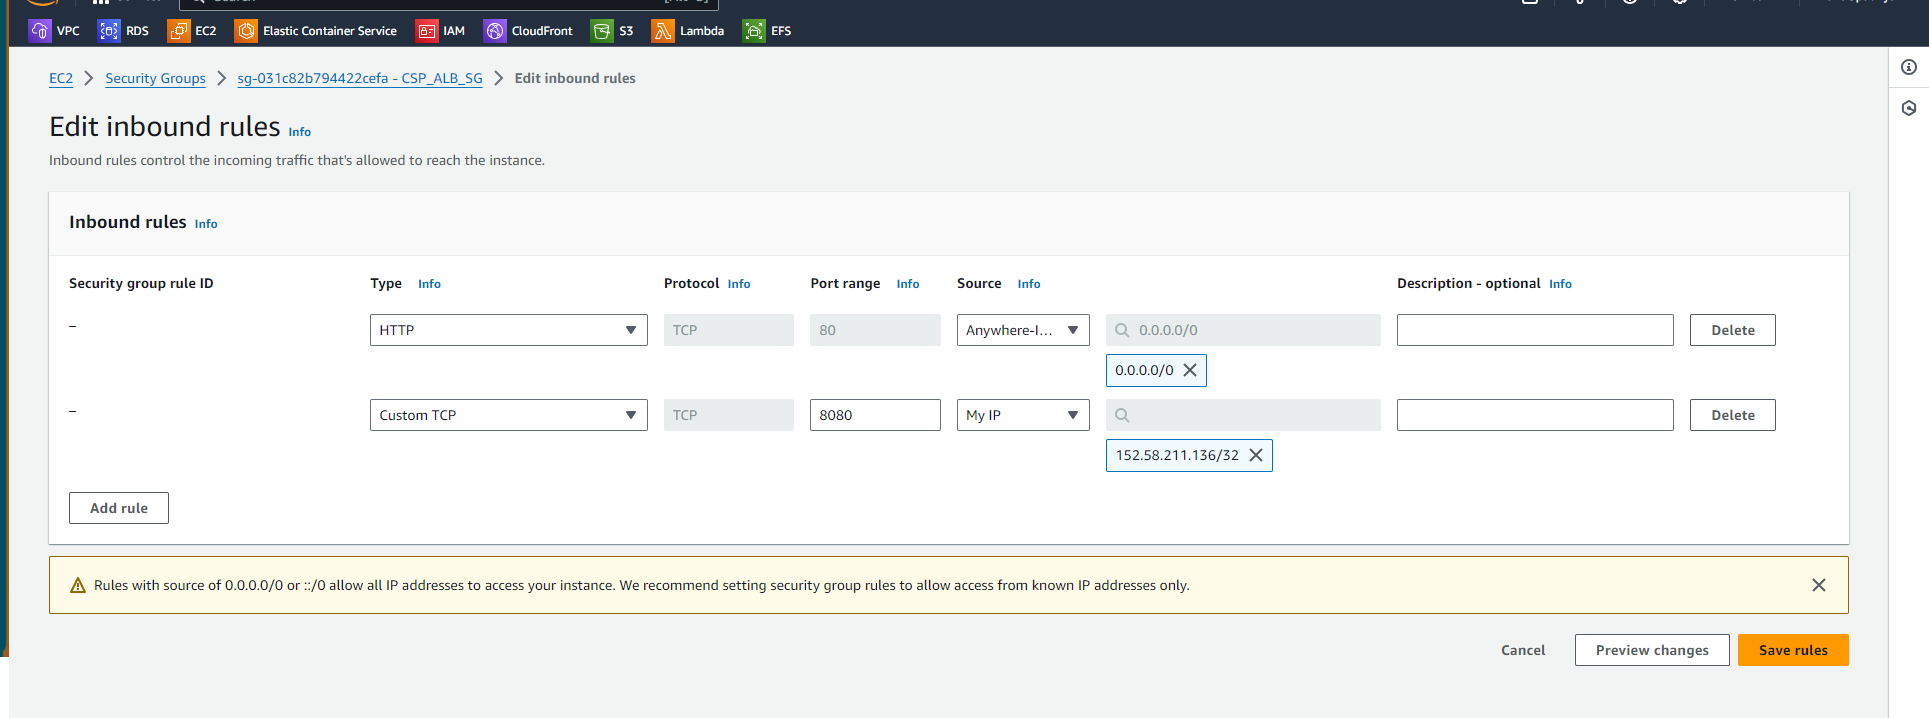 VPC RDS EC2 Elastic Container Service IAM CloudFront S3 Lambda EFS
EC2 > Security Groups > sg-031c82b794422cefa - CSP_ALB_SG > Edit inbound rules
Edit inbound rules Info
Inbound rules control the incoming traffic that's allowed to reach the instance.
Inbound rules Info
Security group rule ID Type Info Protocol Info Port range Info Source Info Description - optional Info
– HTTP TCP 80 Anywhere-I... 0.0.0.0/0 Delete
0.0.0.0/0
– Custom TCP TCP 8080 My IP Delete
152.58.211.136/32
Add rule
Rules with source of 0.0.0.0/0 or ::/0 allow all IP addresses to access your instance. We recommend setting security group rules to allow access from known IP addresses only.
Cancel Preview changes Save rules